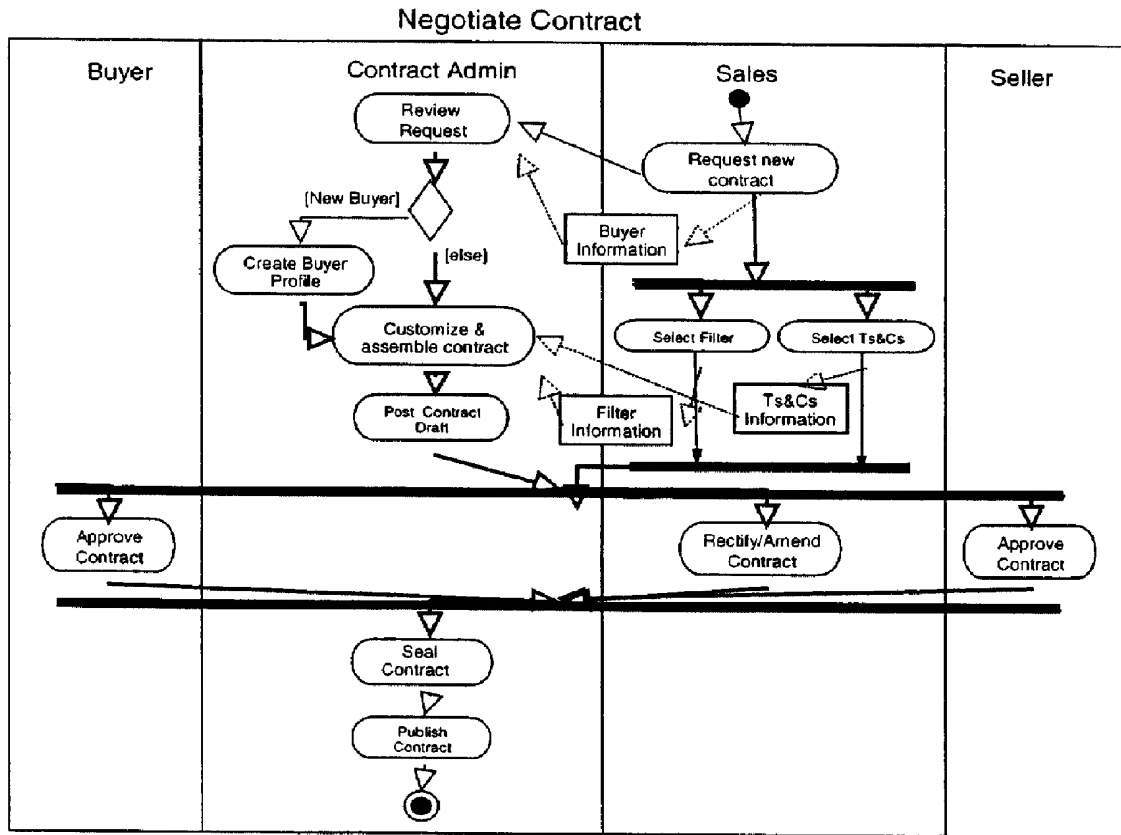 Negotiate Contract
Buyer
Contract Admin
Sales
Seller
Review
Request
Request new
contract
[New Buyer]
Buyer
Information
Create Buyer
Profile
[else]
Customize &
assemble contract
Select Filter
Select Ts&Cs
Ts&Cs
Information
Post Contract
Draft
Filter
Information
Approve
Contract
Rectify/Amend
Contract
Approve
Contract
Seal
Contract
Publish
Contract